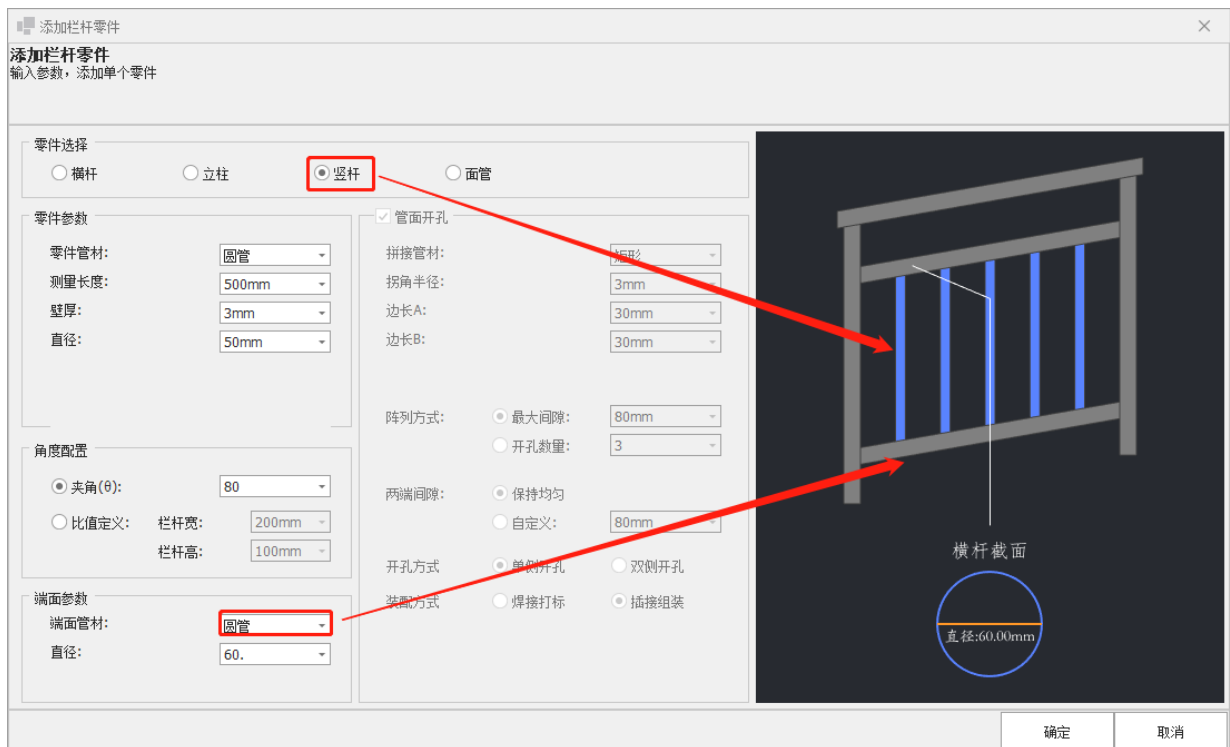 添加栏杆零件
添加栏杆零件
输入参数，添加单个零件
零件选择
横杆 立柱 竖杆 面管
零件参数
零件管材: 圆管
测量长度: 500mm
壁厚: 3mm
直径: 50mm
角度配置
夹角(θ): 80
比值定义: 栏杆宽: 200mm
栏杆高: 100mm
端面参数
端面管材: 圆管
直径: 60.
管面开孔
拼接管材: 矩形
拐角半径: 3mm
边长A: 30mm
边长B: 30mm
阵列方式: 最大间隙: 80mm
开孔数量: 3
两端间隙: 保持均匀
自定义: 80mm
开孔方式 单侧开孔 双侧开孔
装配方式 焊接打标 插接组装
横杆截面
直径:60.00mm
确定 取消